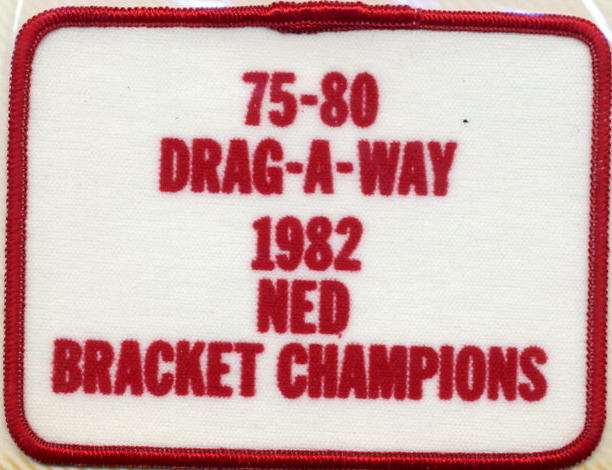 75-80
DRAG-A-WAY
1982
NED
BRACKET CHAMPIONS